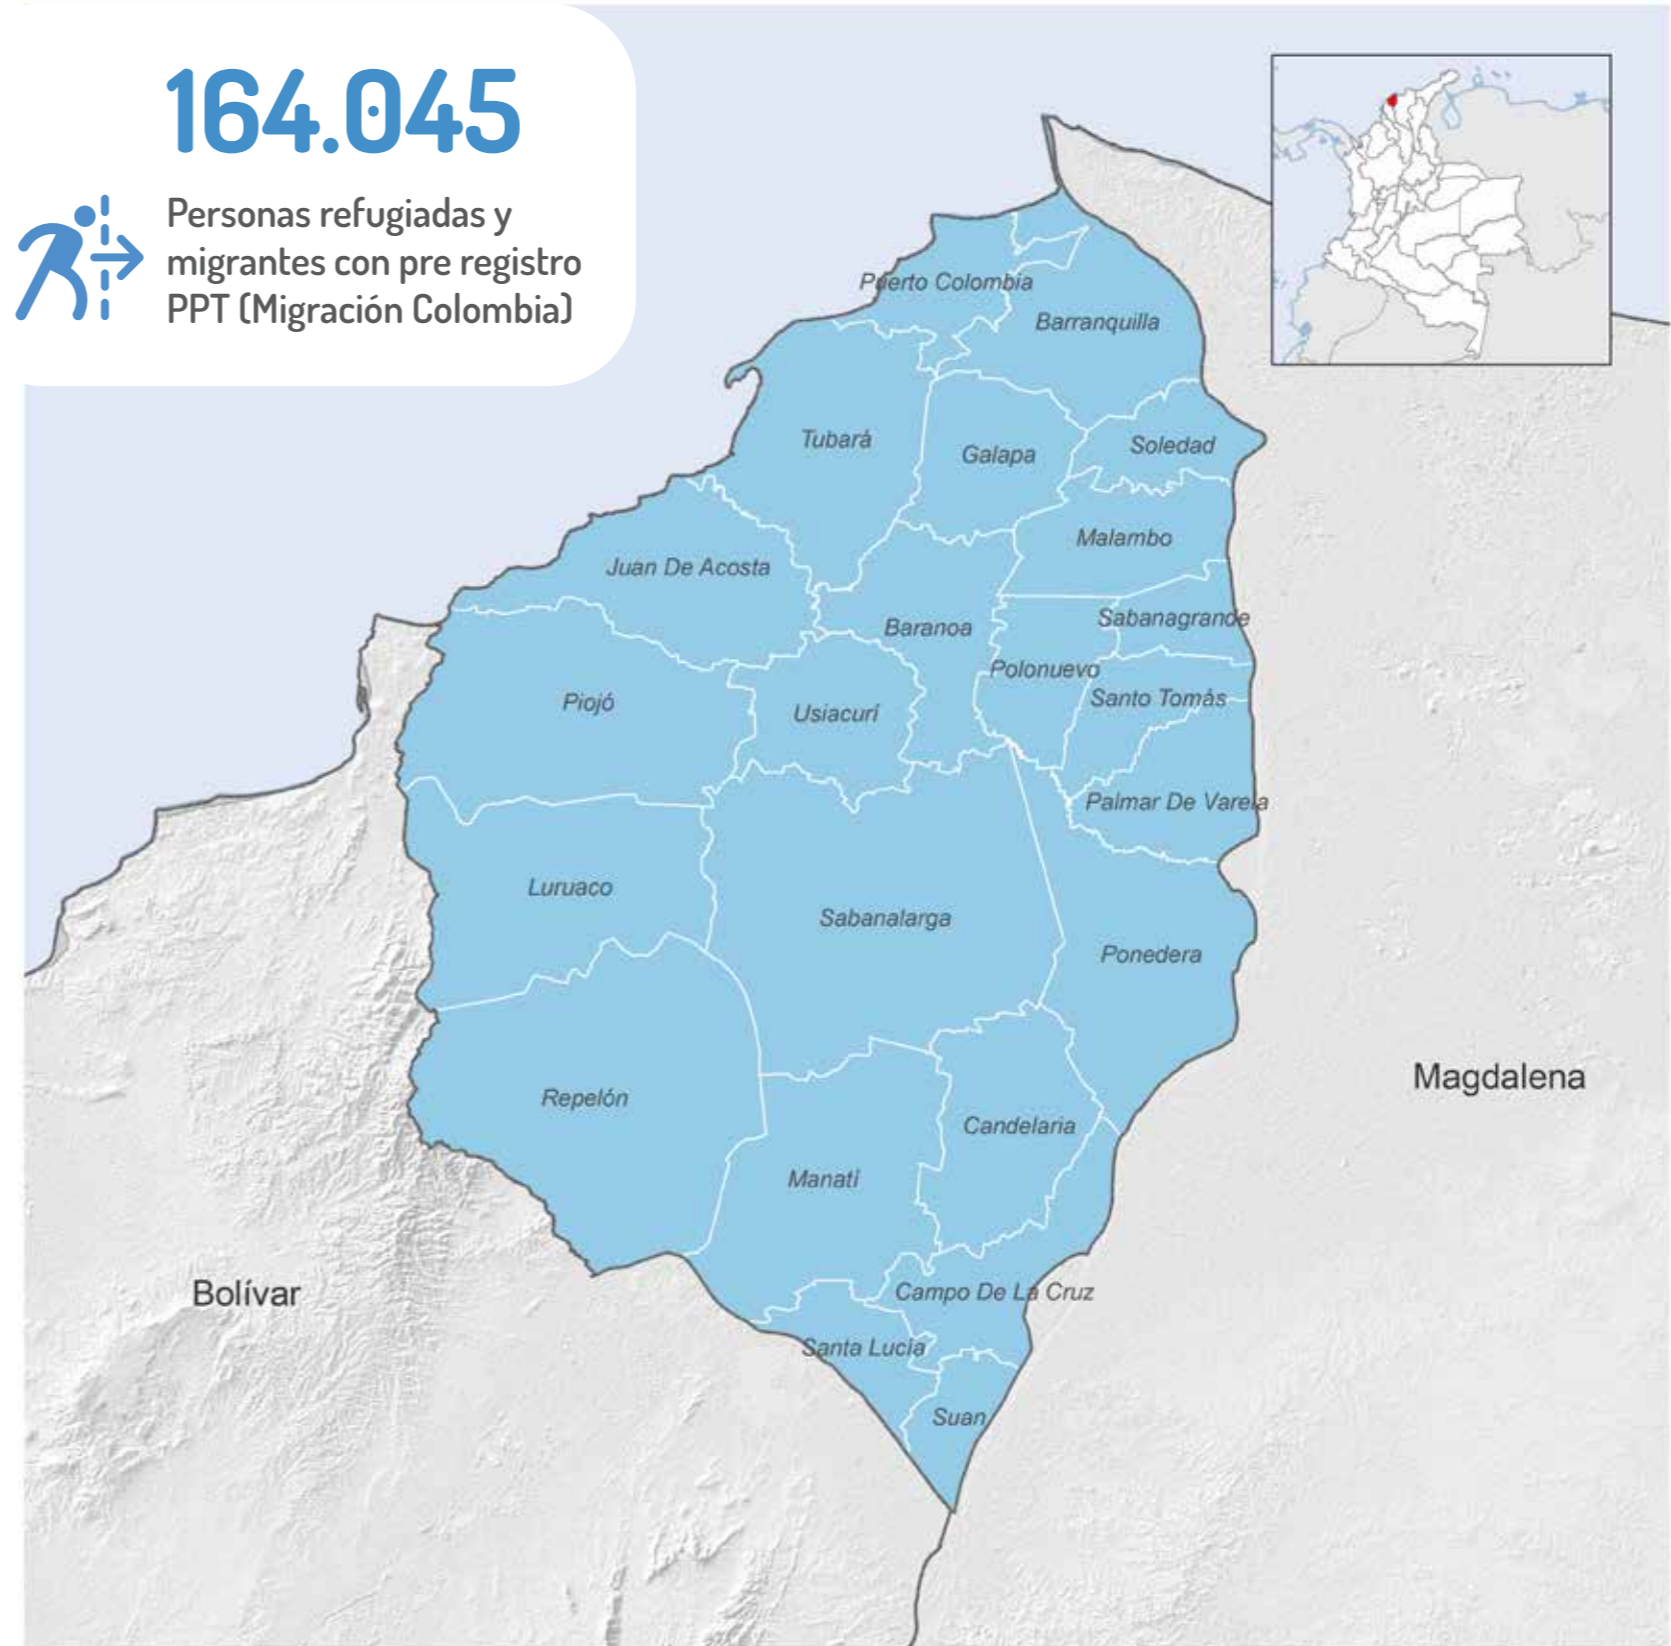 164.045
Personas refugiadas y
migrantes con pre registro
PPT (Migración Colombia)
Puerto Colombia
Barranquilla
Tubará
Galapa
Soledad
Malambo
Juan De Acosta
Baranoa
Sabanagrande
Polonuevo
Santo Tomás
Piojó
Usiacurí
Palmar De Varela
Luruaco
Sabanalarga
Ponedera
Magdalena
Repelón
Candelaria
Manatí
Bolívar
Campo De La Cruz
Santa Lucía
Suan